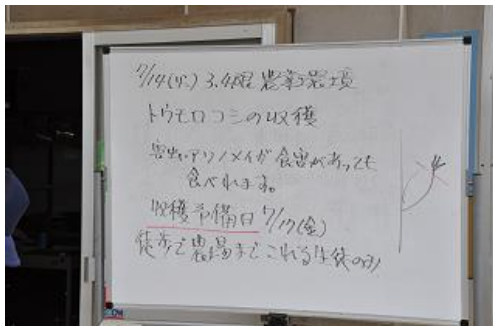 7/14(火) 3.4限 農業と環境
トウモロコシの収穫
害虫、アワノメイガ 食害があっても
食べれます。
収穫予備日 7/17(金)
徒歩で農場までこれる生徒のみ